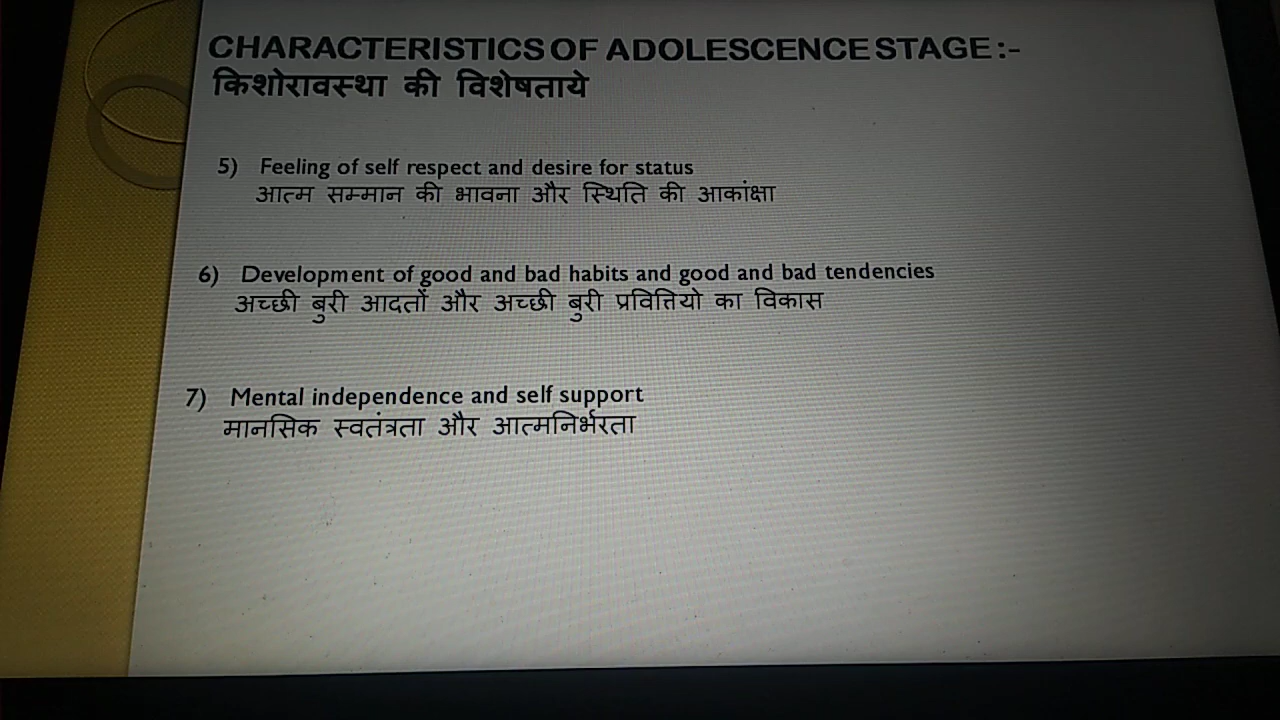 CHARACTERISTICS OF ADOLESCENCE STAGE :-
किशोरावस्था की विशेषताये
5) Feeling of self respect and desire for status
आत्म सम्मान की भावना और स्थिति की आकांक्षा
6) Development of good and bad habits and good and bad tendencies
अच्छी बुरी आदतों और अच्छी बुरी प्रवित्तियो का विकास
7) Mental independence and self support
मानसिक स्वतंत्रता और आत्मनिर्भरता